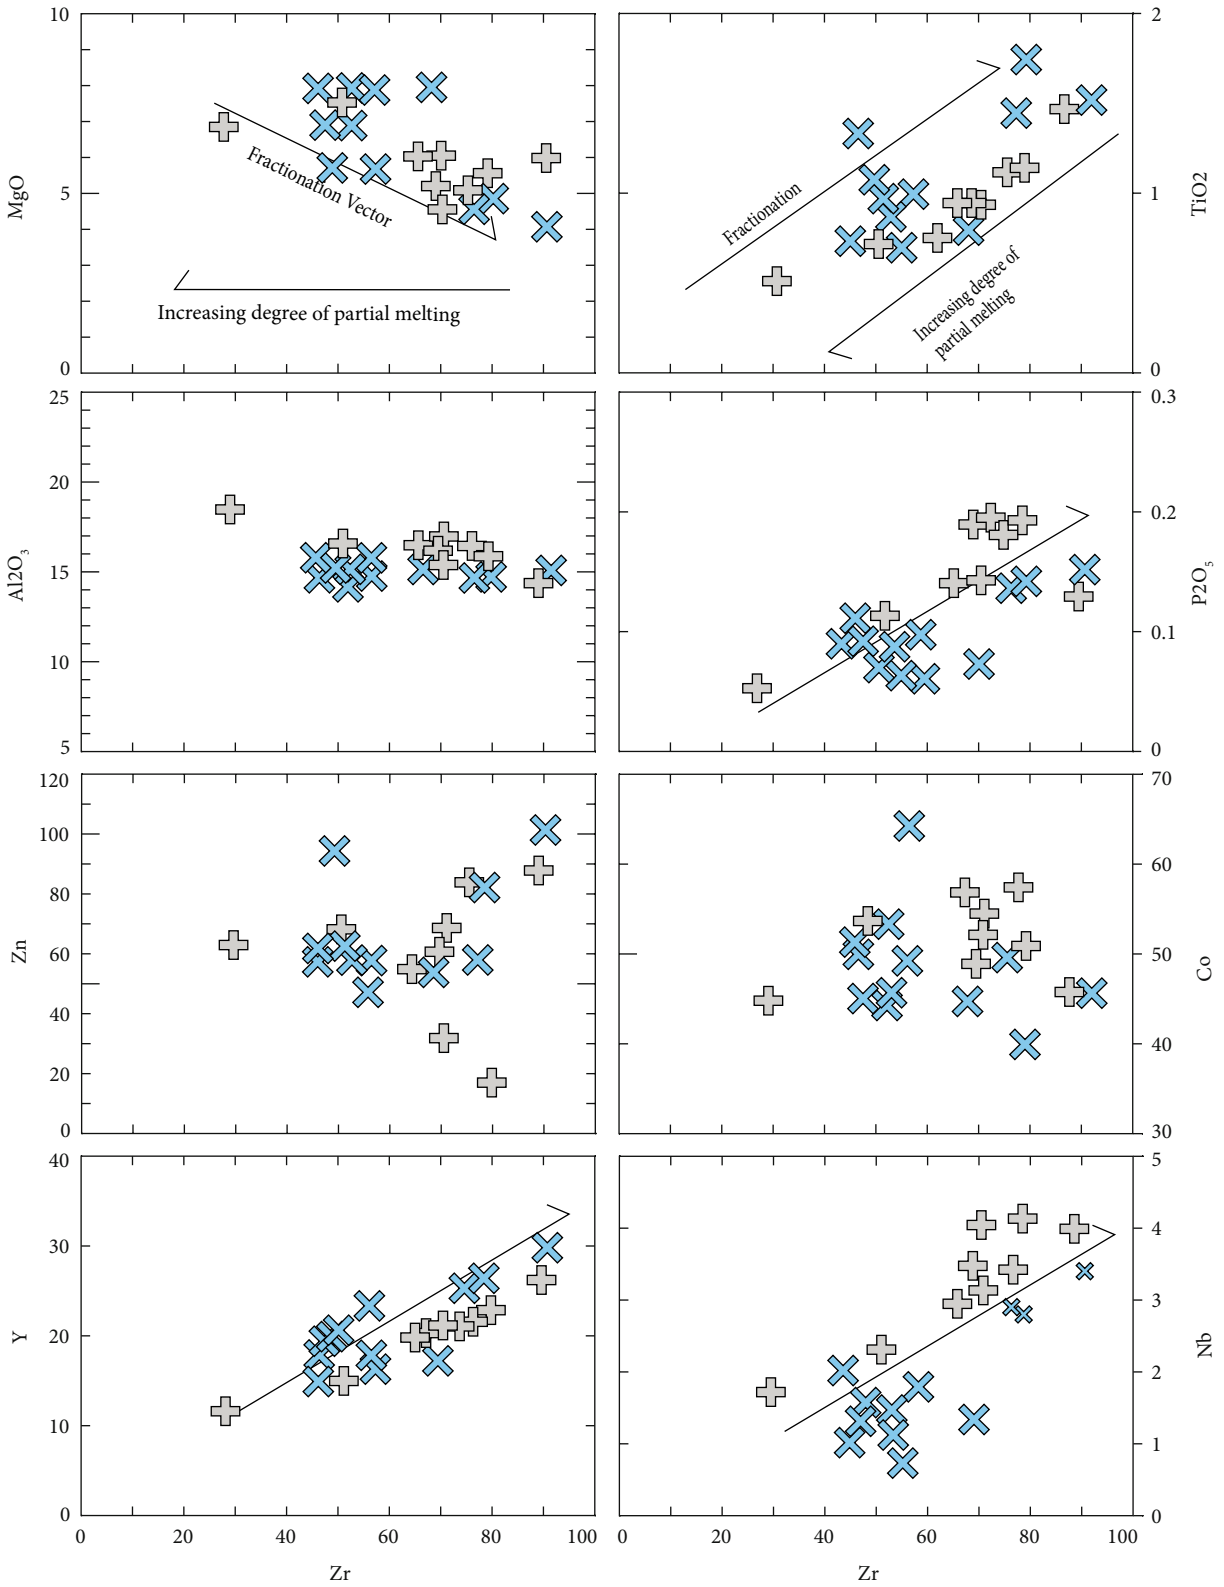 10
5
0
MgO
Fractionation Vector
Increasing degree of partial melting
2
1
0
TiO2
Fractionation
Increasing degree of
partial melting
25
20
15
10
5
Al2O₃
0.3
0.2
0.1
0
P2O₅
120
100
80
60
40
20
0
Zn
70
60
50
40
30
Co
40
30
20
10
0
Y
0 20 40 60 80 100
Zr
5
4
3
2
1
0
Nb
0 20 40 60 80 100
Zr